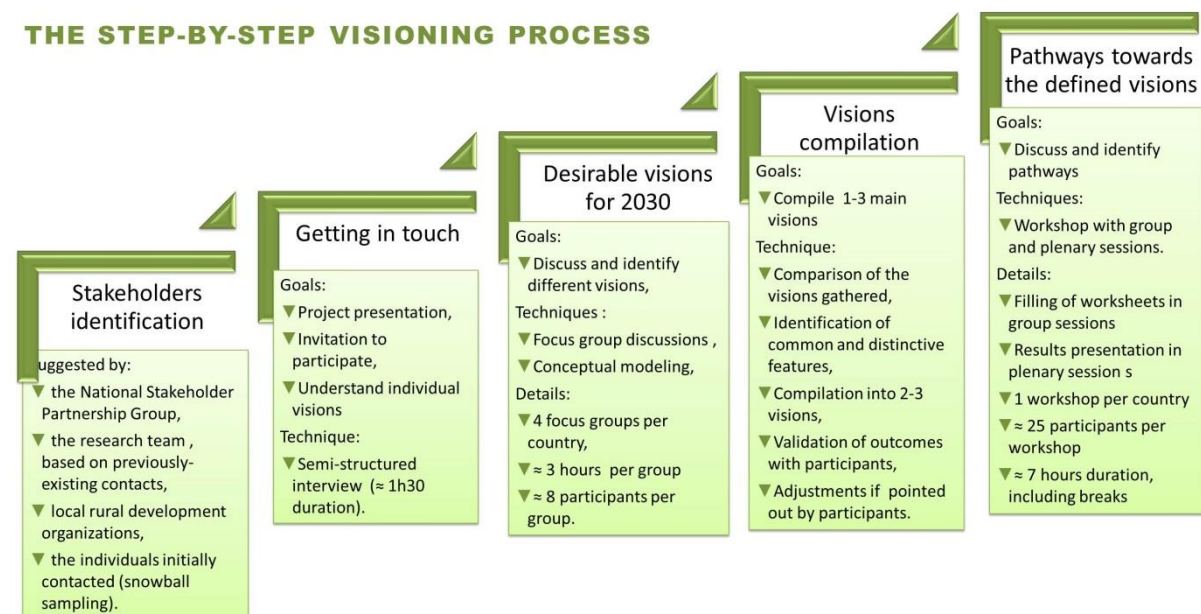 THE STEP-BY-STEP VISIONING PROCESS
Stakeholders
identification
uggested by:
▼ the National Stakeholder
Partnership Group,
▼ the research team ,
based on previously-
existing contacts,
▼ local rural development
organizations,
▼ the individuals initially
contacted (snowball
sampling).
Getting in touch
Goals:
▼Project presentation,
▼Invitation to
participate,
▼Understand individual
visions
Technique:
▼Semi-structured
interview (≈ 1h30
duration).
Desirable visions
for 2030
Goals:
▼Discuss and identify
different visions,
Techniques :
▼Focus group discussions ,
▼Conceptual modeling,
Details:
▼4 focus groups per
country,
▼≈ 3 hours per group
▼≈ 8 participants per
group.
Visions
compilation
Goals:
▼Compile 1-3 main
visions
Technique:
▼Comparison of the
visions gathered,
▼Identification of
common and distinctive
features,
▼Compilation into 2-3
visions,
▼Validation of outcomes
with participants,
▼Adjustments if pointed
out by participants.
Pathways towards
the defined visions
Goals:
▼Discuss and identify
pathways
Techniques:
▼Workshop with group
and plenary sessions.
Details:
▼Filling of worksheets in
group sessions
▼Results presentation in
plenary session s
▼1 workshop per country
▼≈ 25 participants per
workshop
▼≈ 7 hours duration,
including breaks